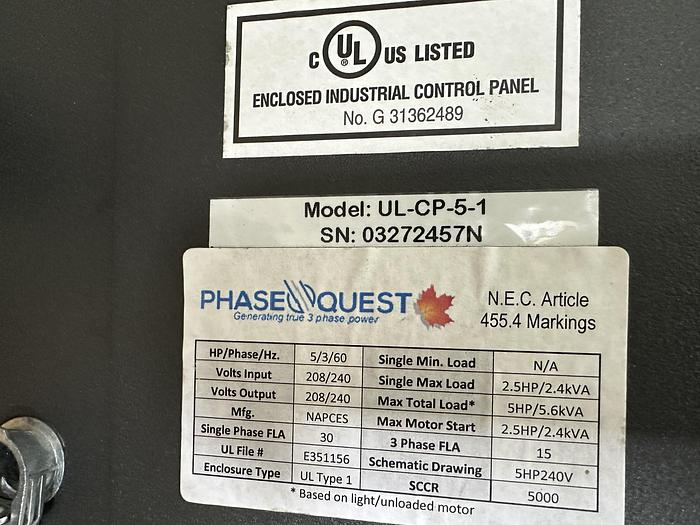 C UL US LISTED
®
ENCLOSED INDUSTRIAL CONTROL PANEL
No. G 31362489
Model: UL-CP-5-1
SN: 03272457N
PHASE QUEST
Generating true 3 phase power
N.E.C. Article
455.4 Markings
HP/Phase/Hz. 5/3/60 Single Min. Load N/A
Volts Input 208/240 Single Max Load 2.5HP/2.4kVA
Volts Output 208/240 Max Total Load* 5HP/5.6kVA
Mfg. NAPCES Max Motor Start 2.5HP/2.4kVA
Single Phase FLA 30 3 Phase FLA 15
UL File # E351156 Schematic Drawing 5HP240V
Enclosure Type UL Type 1 SCCR 5000
* Based on light/unloaded motor